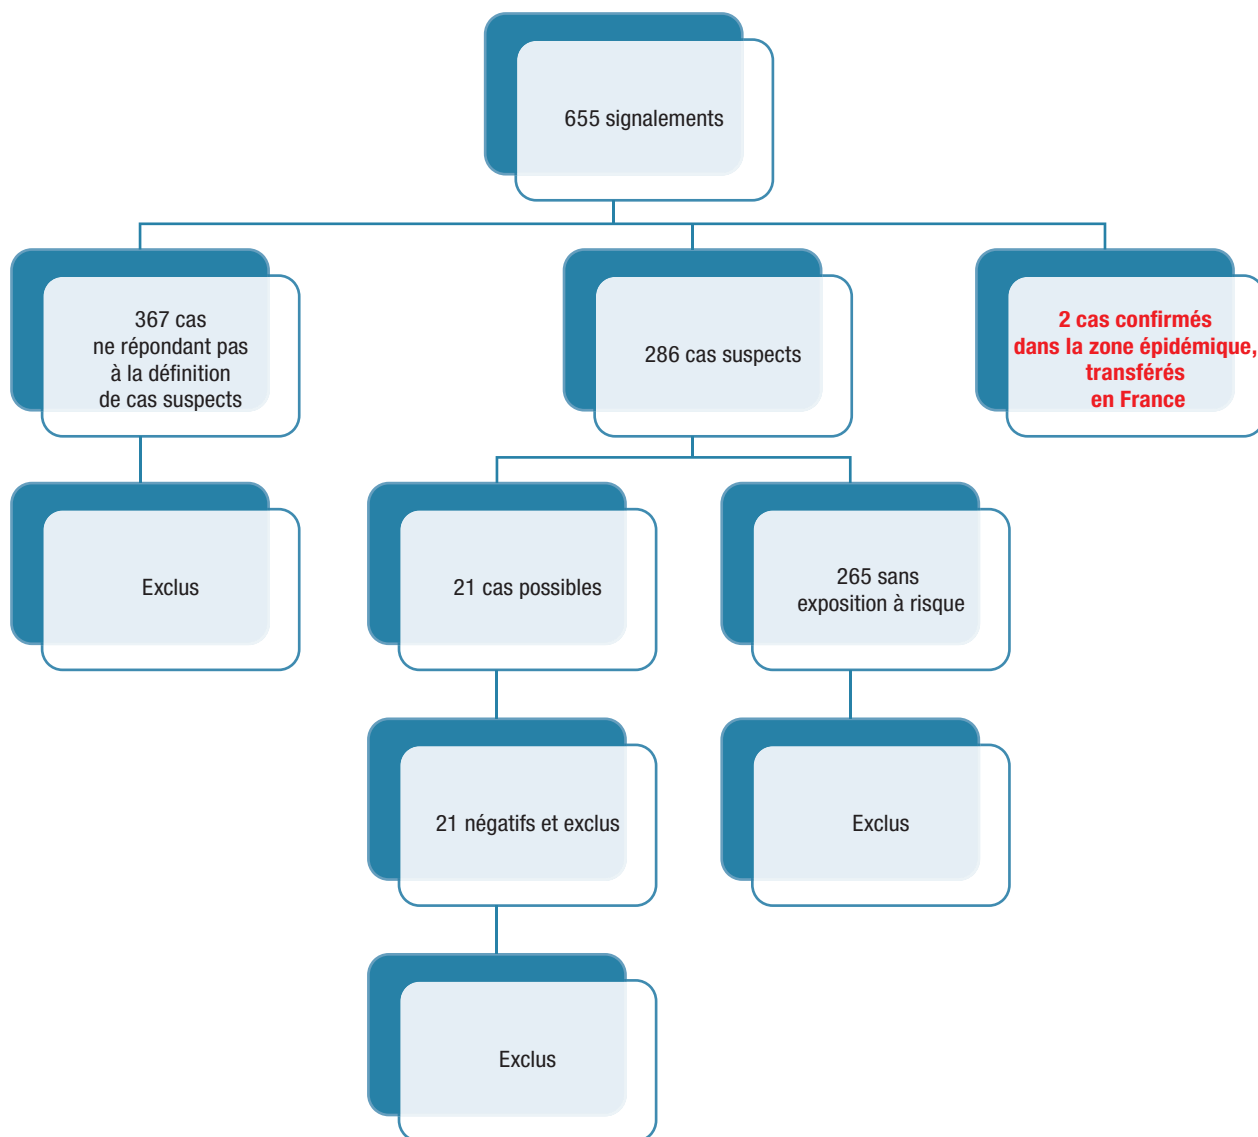 655 signalements
367 cas
ne répondant pas
à la définition
de cas suspects
286 cas suspects
2 cas confirmés
dans la zone épidémique,
transférés
en France
Exclus
21 cas possibles
265 sans
exposition à risque
21 négatifs et exclus
Exclus
Exclus